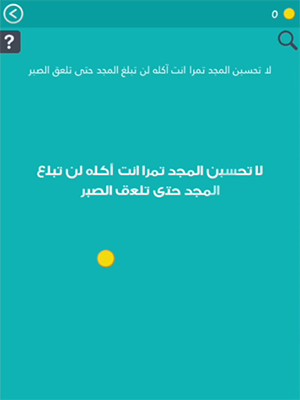 0
?
لا تحسبن المجد تمرا انت آكله لن تبلغ المجد حتى تلعق الصبر
لا تحسبن المجد تمرا انت أكله لن تبلغ
المجد حتى تلعق الصبر